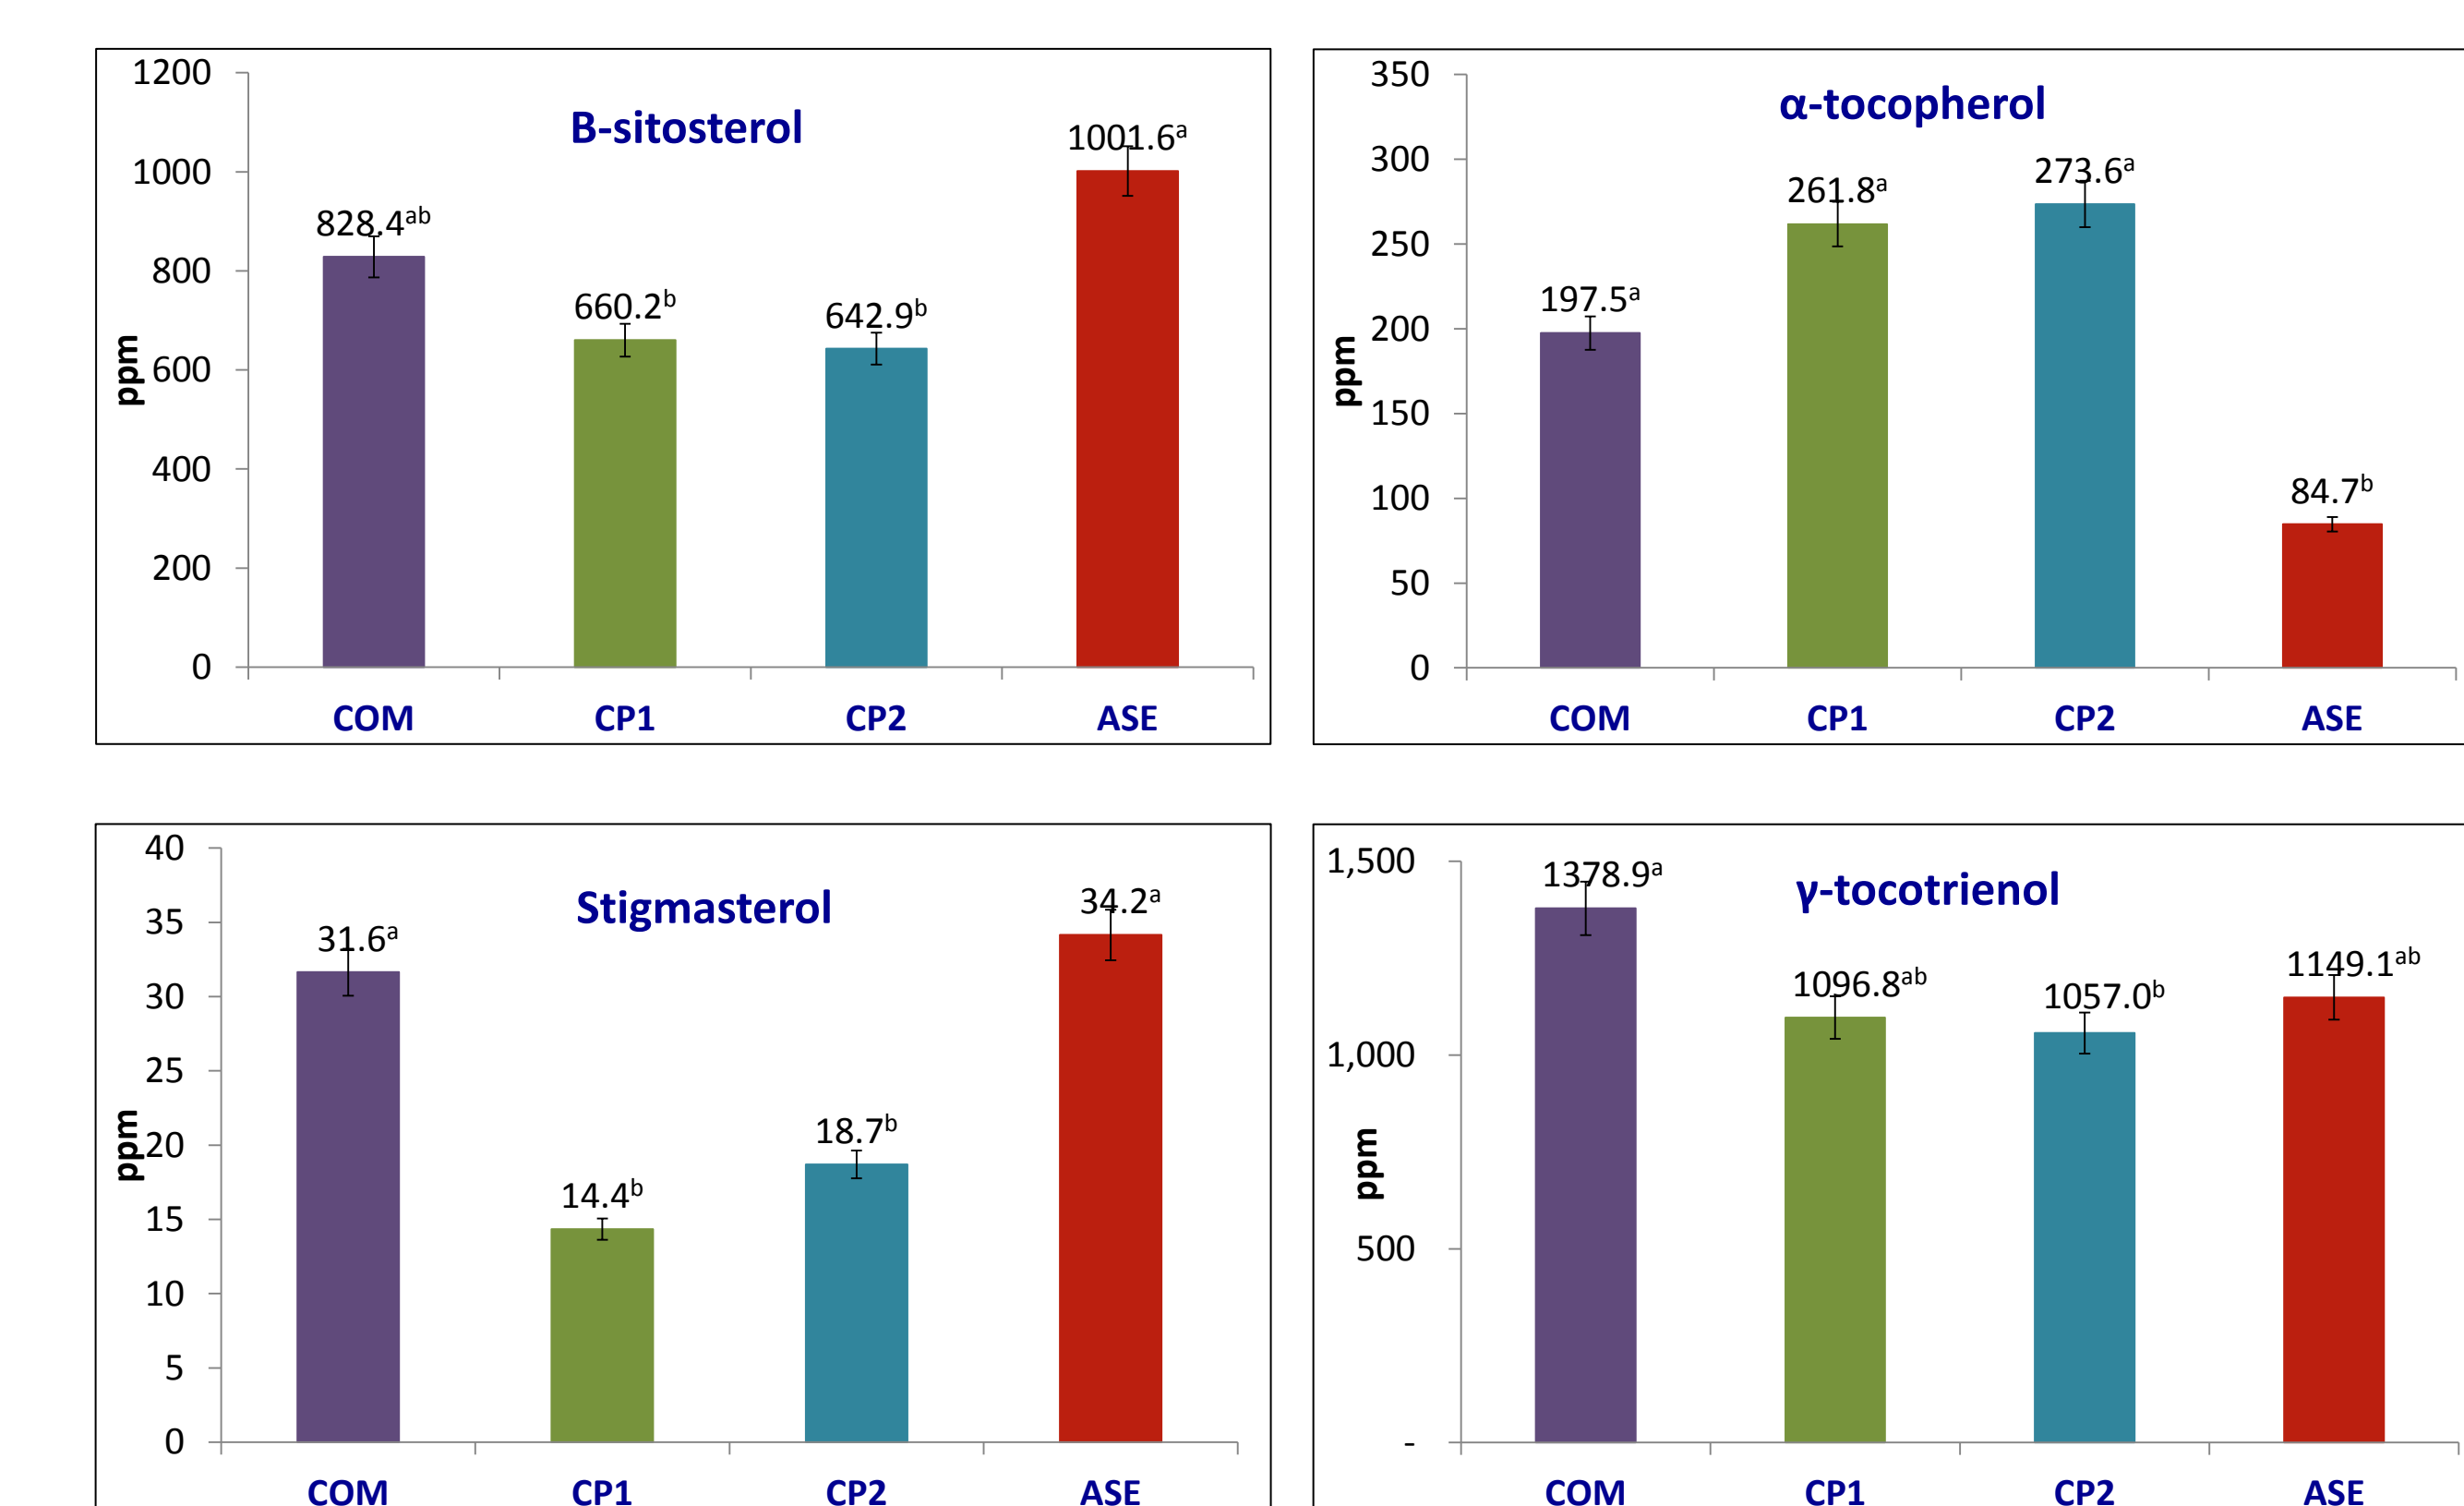 B-sitosterol
ppm
1200
1000
800
600
400
200
0
828.4ab
660.2b
642.9b
1001.6a
COM CP1 CP2 ASE
α-tocopherol
ppm
350
300
250
200
150
100
50
0
197.5a
261.8a
273.6a
84.7b
COM CP1 CP2 ASE
Stigmasterol
ppm
40
35
30
25
20
15
10
5
0
31.6a
14.4b
18.7b
34.2a
COM CP1 CP2 ASE
γ-tocotrienol
ppm
1,500
1,000
500
-
1378.9a
1096.8ab
1057.0b
1149.1ab
COM CP1 CP2 ASE